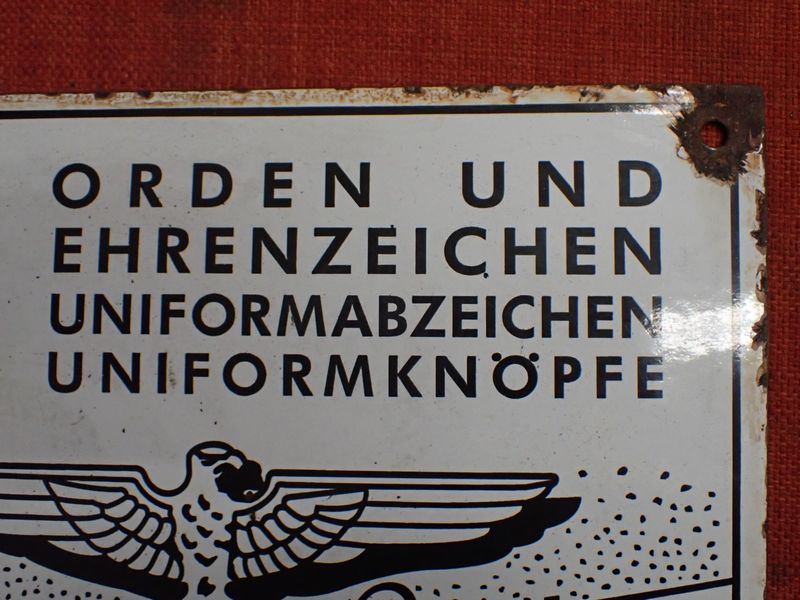 ORDEN UND
EHRENZEICHEN
UNIFORMABZEICHEN
UNIFORMKNÖPFE